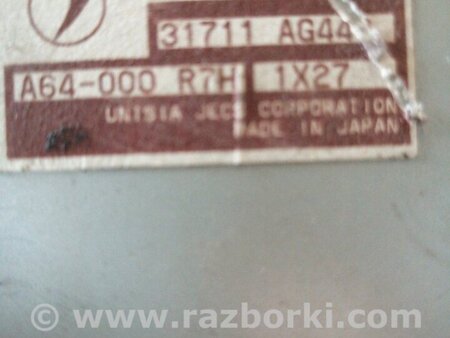 31711 AG44
A64-000 R7H 1X27
UNISIA JECS CORPORATION
MADE IN JAPAN
© www.razborki.com